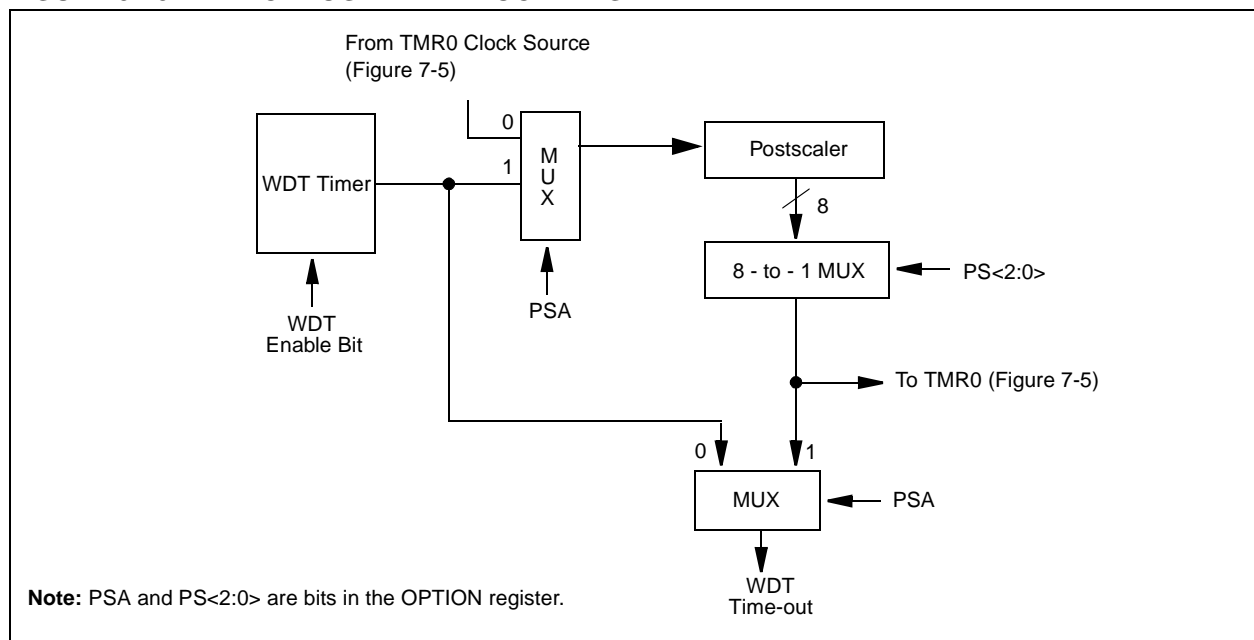 From TMR0 Clock Source
(Figure 7-5)
0
1
M
U
X
WDT Timer
Postscaler
8
8 - to - 1 MUX
PS<2:0>
PSA
WDT
Enable Bit
To TMR0 (Figure 7-5)
0
1
MUX
PSA
WDT
Time-out
Note: PSA and PS<2:0> are bits in the OPTION register.